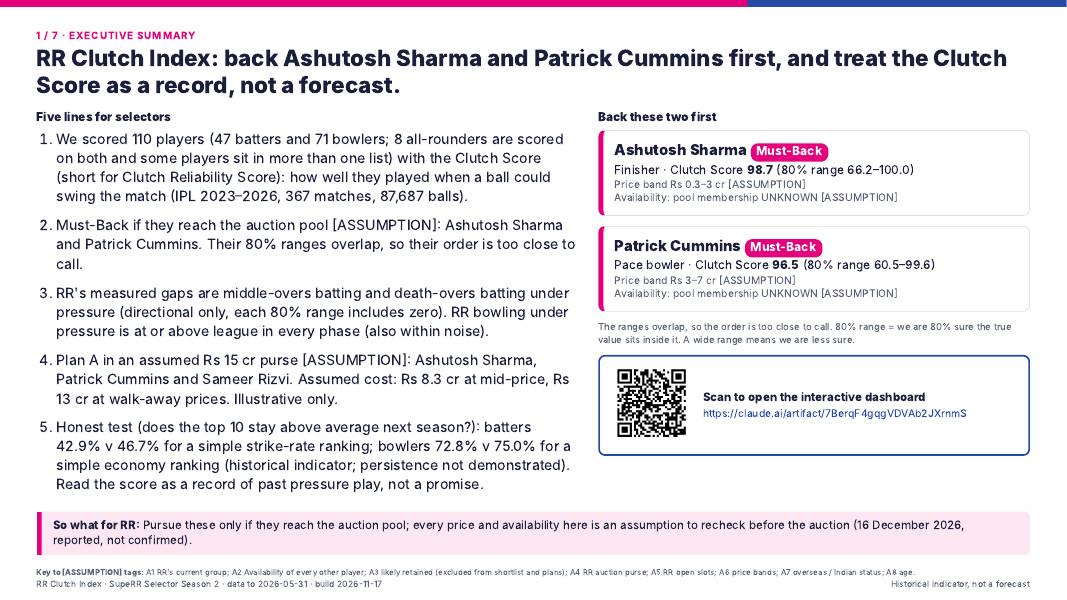 1 / 7 · EXECUTIVE SUMMARY
RR Clutch Index: back Ashutosh Sharma and Patrick Cummins first, and treat the Clutch
Score as a record, not a forecast.
Five lines for selectors
1. We scored 110 players (47 batters and 71 bowlers; 8 all-rounders are scored
on both and some players sit in more than one list) with the Clutch Score
(short for Clutch Reliability Score): how well they played when a ball could
swing the match (IPL 2023–2026, 367 matches, 87,687 balls).
2. Must-Back if they reach the auction pool [ASSUMPTION]: Ashutosh Sharma
and Patrick Cummins. Their 80% ranges overlap, so their order is too close to
call.
3. RR's measured gaps are middle-overs batting and death-overs batting under
pressure (directional only, each 80% range includes zero). RR bowling under
pressure is at or above league in every phase (also within noise).
4. Plan A in an assumed Rs 15 cr purse [ASSUMPTION]: Ashutosh Sharma,
Patrick Cummins and Sameer Rizvi. Assumed cost: Rs 8.3 cr at mid-price, Rs
13 cr at walk-away prices. Illustrative only.
5. Honest test (does the top 10 stay above average next season?): batters
42.9% v 46.7% for a simple strike-rate ranking; bowlers 72.8% v 75.0% for a
simple economy ranking (historical indicator; persistence not demonstrated).
Read the score as a record of past pressure play, not a promise.
Back these two first
Ashutosh Sharma Must-Back
Finisher · Clutch Score 98.7 (80% range 66.2–100.0)
Price band Rs 0.3–3 cr [ASSUMPTION]
Availability: pool membership UNKNOWN [ASSUMPTION]
Patrick Cummins Must-Back
Pace bowler · Clutch Score 96.5 (80% range 60.5–99.6)
Price band Rs 3–7 cr [ASSUMPTION]
Availability: pool membership UNKNOWN [ASSUMPTION]
The ranges overlap, so the order is too close to call. 80% range = we are 80% sure the true
value sits inside it. A wide range means we are less sure.
Scan to open the interactive dashboard
https://claude.ai/artifact/7BerqF4gqgVDVAb2JXrnmS
So what for RR: Pursue these only if they reach the auction pool; every price and availability here is an assumption to recheck before the auction (16 December 2026,
reported, not confirmed).
Key to [ASSUMPTION] tags: A1 RR's current group; A2 Availability of every other player; A3 likely retained (excluded from shortlist and plans); A4 RR auction purse; A5 RR open slots; A6 price bands; A7 overseas / Indian status; A8 age.
RR Clutch Index · SupeRR Selector Season 2 · data to 2026-05-31 · build 2026-11-17
Historical indicator, not a forecast